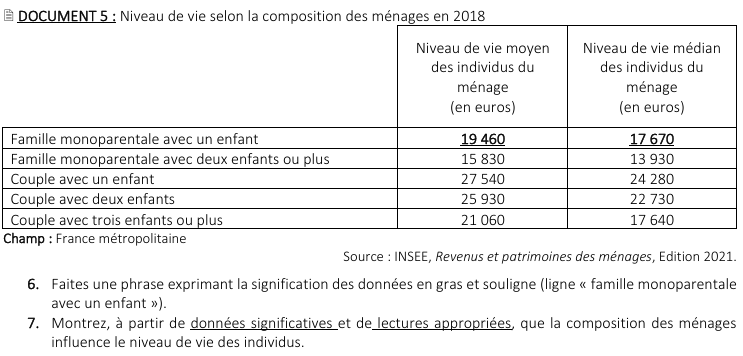 DOCUMENT 5 : Niveau de vie selon la composition des ménages en 2018
Niveau de vie moyen des individus du ménage (en euros)
Niveau de vie médian des individus du ménage (en euros)
Famille monoparentale avec un enfant 19 460 17 670
Famille monoparentale avec deux enfants ou plus 15 830 13 930
Couple avec un enfant 27 540 24 280
Couple avec deux enfants 25 930 22 730
Couple avec trois enfants ou plus 21 060 17 640
Champ : France métropolitaine
Source : INSEE, Revenus et patrimoines des ménages, Edition 2021.
6. Faites une phrase exprimant la signification des données en gras et souligne (ligne « famille monoparentale
avec un enfant »).
7. Montrez, à partir de données significatives et de lectures appropriées, que la composition des ménages
influence le niveau de vie des individus.